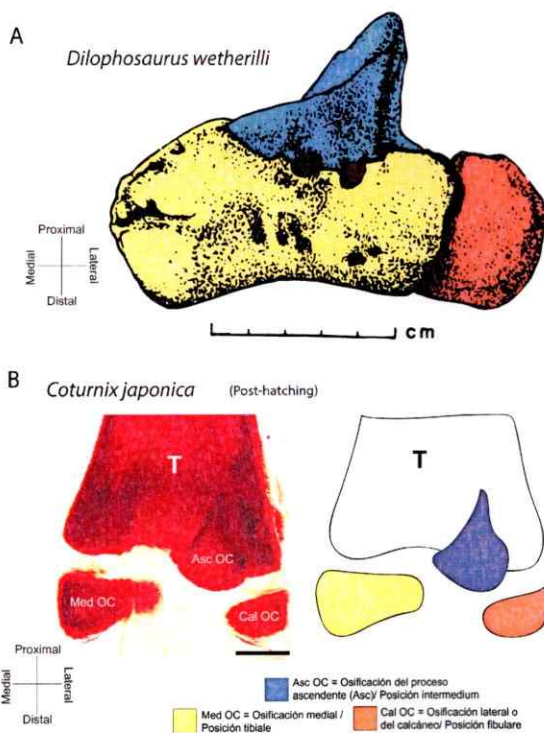 A
Dilophosaurus wetherilli
Proximal
Medial
Lateral
Distal
cm
B
Coturnix japonica (Post-hatching)
T
Asc OC
Med OC
Cal OC
T
Proximal
Medial
Lateral
Distal
Asc OC = Osificación del proceso
ascendente (Asc)/ Posición intermedium
Med OC = Osificación medial /
Posición tibiale
Cal OC = Osificación lateral o
del calcáneo/ Posición fibulare